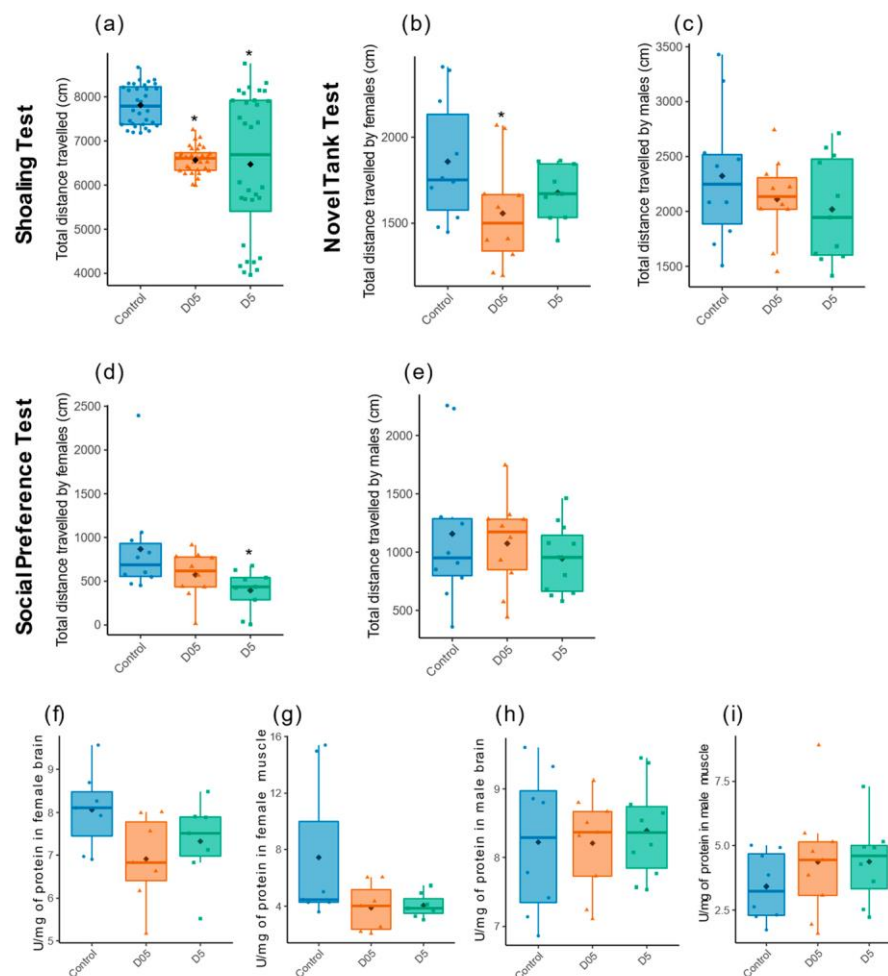 (a)
(b)
(c)
Shoaling Test
Total distance travelled (cm)
8000
7000
6000
5000
4000
*
*
Control
D05
D5
Novel Tank Test
Total distance travelled by females (cm)
2000
1500
*
Control
D05
D5
Total distance travelled by males (cm)
3500
3000
2500
2000
1500
Control
D05
D5
(d)
(e)
Social Preference Test
Total distance travelled by females (cm)
2500
2000
1500
1000
500
0
*
Control
D05
D5
Total distance travelled by males (cm)
2000
1500
1000
500
Control
D05
D5
(f)
(g)
(h)
(i)
U/mg of protein in female brain
9
8
7
6
5
Control
D05
D5
U/mg of protein in female muscle
16
12
8
4
Control
D05
D5
U/mg of protein in male brain
9
8
7
Control
D05
D5
U/mg of protein in male muscle
7.5
5.0
2.5
Control
D05
D5